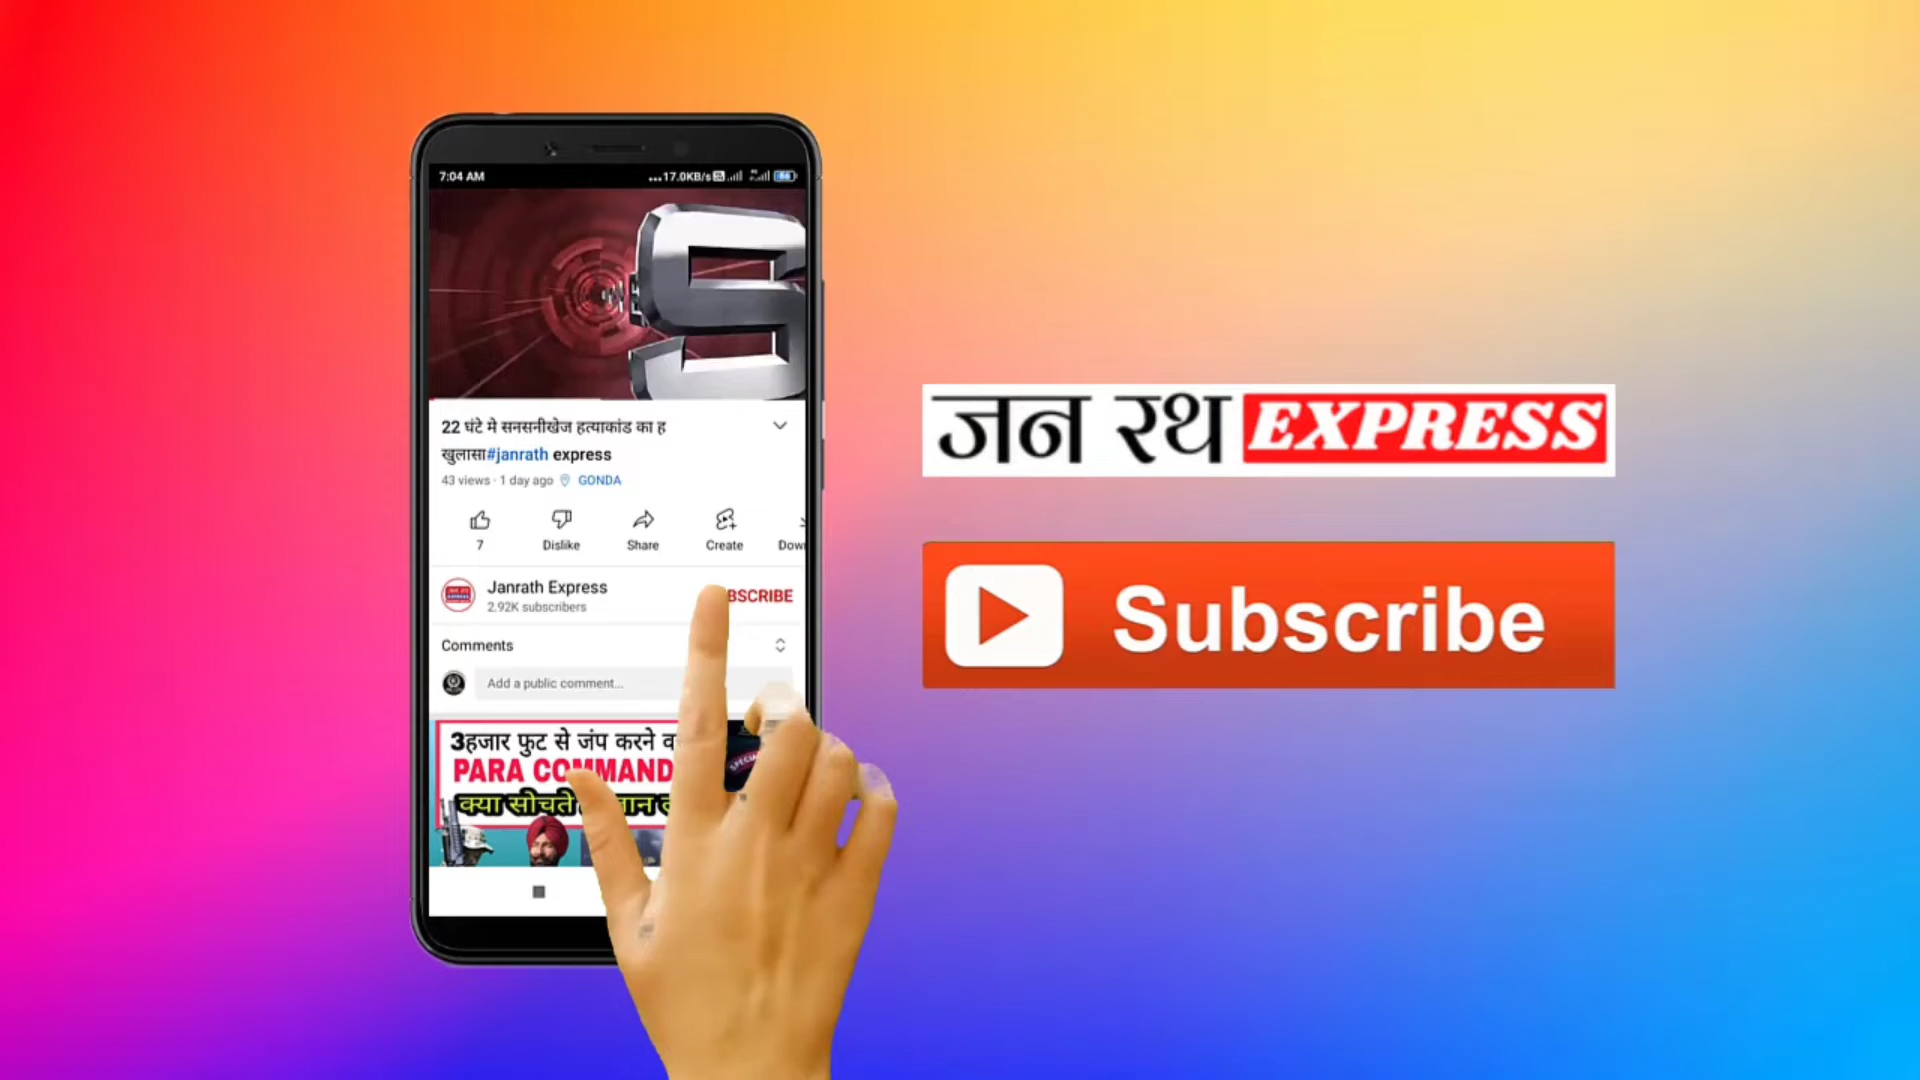 7:04 AM
...17.0KB/s
22 घंटे मे सनसनीखेज हत्याकांड का ह
खुलासा#janrath express
43 views · 1 day ago GONDA
7 Dislike Share Create Down
Janrath Express
BSCRIBE
2.92K subscribers
Comments
Add a public comment...
3हजार फुट से जंप करने
PARA COMMAND
क्या सोचते
जन रथ EXPRESS
Subscribe